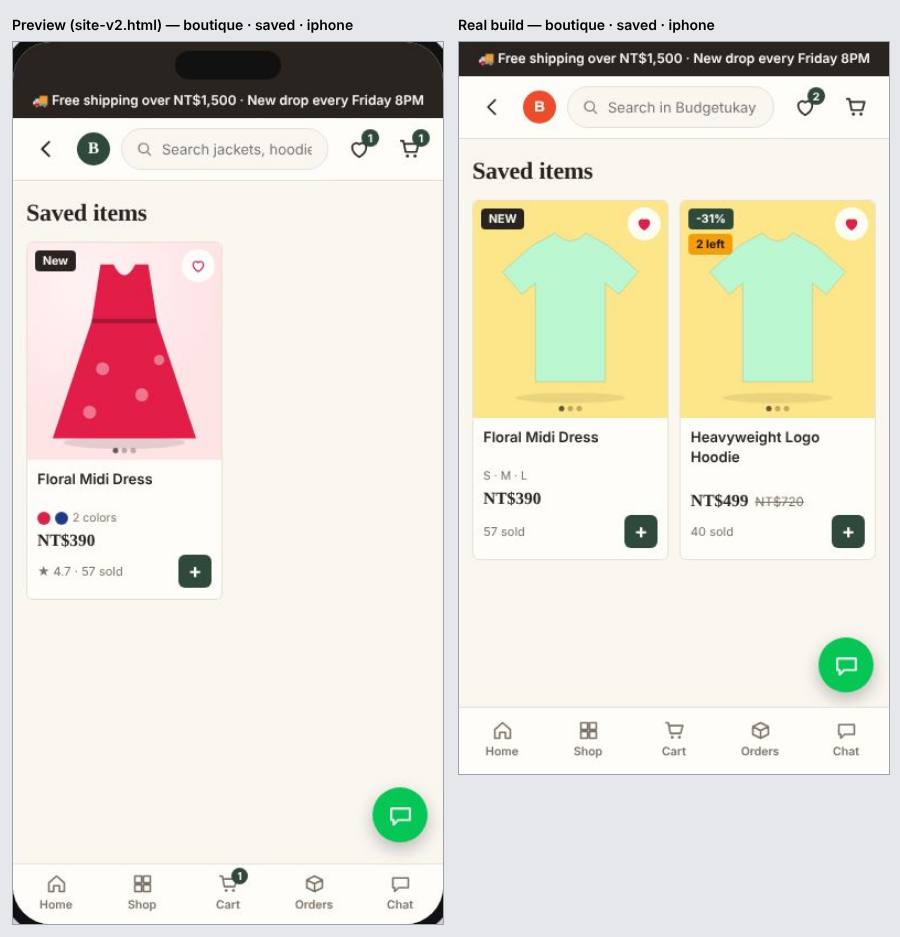 Preview (site-v2.html) — boutique · saved · iphone
🚚 Free shipping over NT$1,500 · New drop every Friday 8PM
B
Search jackets, hoodie
1
1
Saved items
New
Floral Midi Dress
2 colors
NT$390
★ 4.7 · 57 sold
+
1
Home
Shop
Cart
Orders
Chat
Real build — boutique · saved · iphone
🚚 Free shipping over NT$1,500 · New drop every Friday 8PM
B
Search in Budgetukay
2
Saved items
NEW
Floral Midi Dress
S · M · L
NT$390
57 sold
+
-31%
2 left
Heavyweight Logo
Hoodie
NT$499 NT$720
40 sold
+
Home
Shop
Cart
Orders
Chat